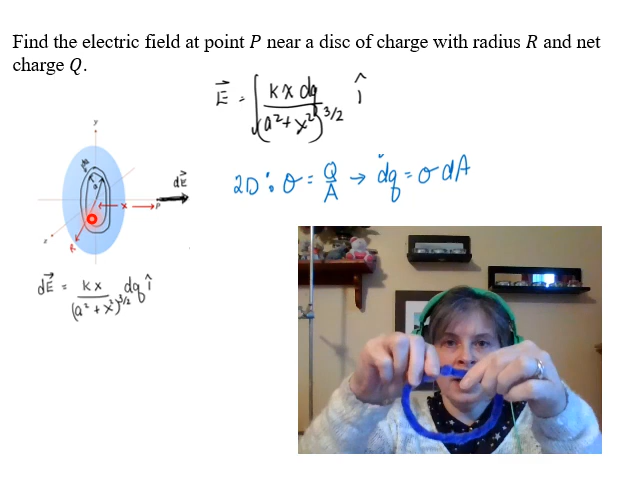 Find the electric field at point P near a disc of charge with radius R and net
charge Q.
E⃗ = ∫ kx dq / (a² + x²)^3/2 î
2D: σ = Q/A → dq = σ dA
y
a
dE⃗
x
P
z
R
dE⃗ = kx / (a² + x²)^3/2 dq î